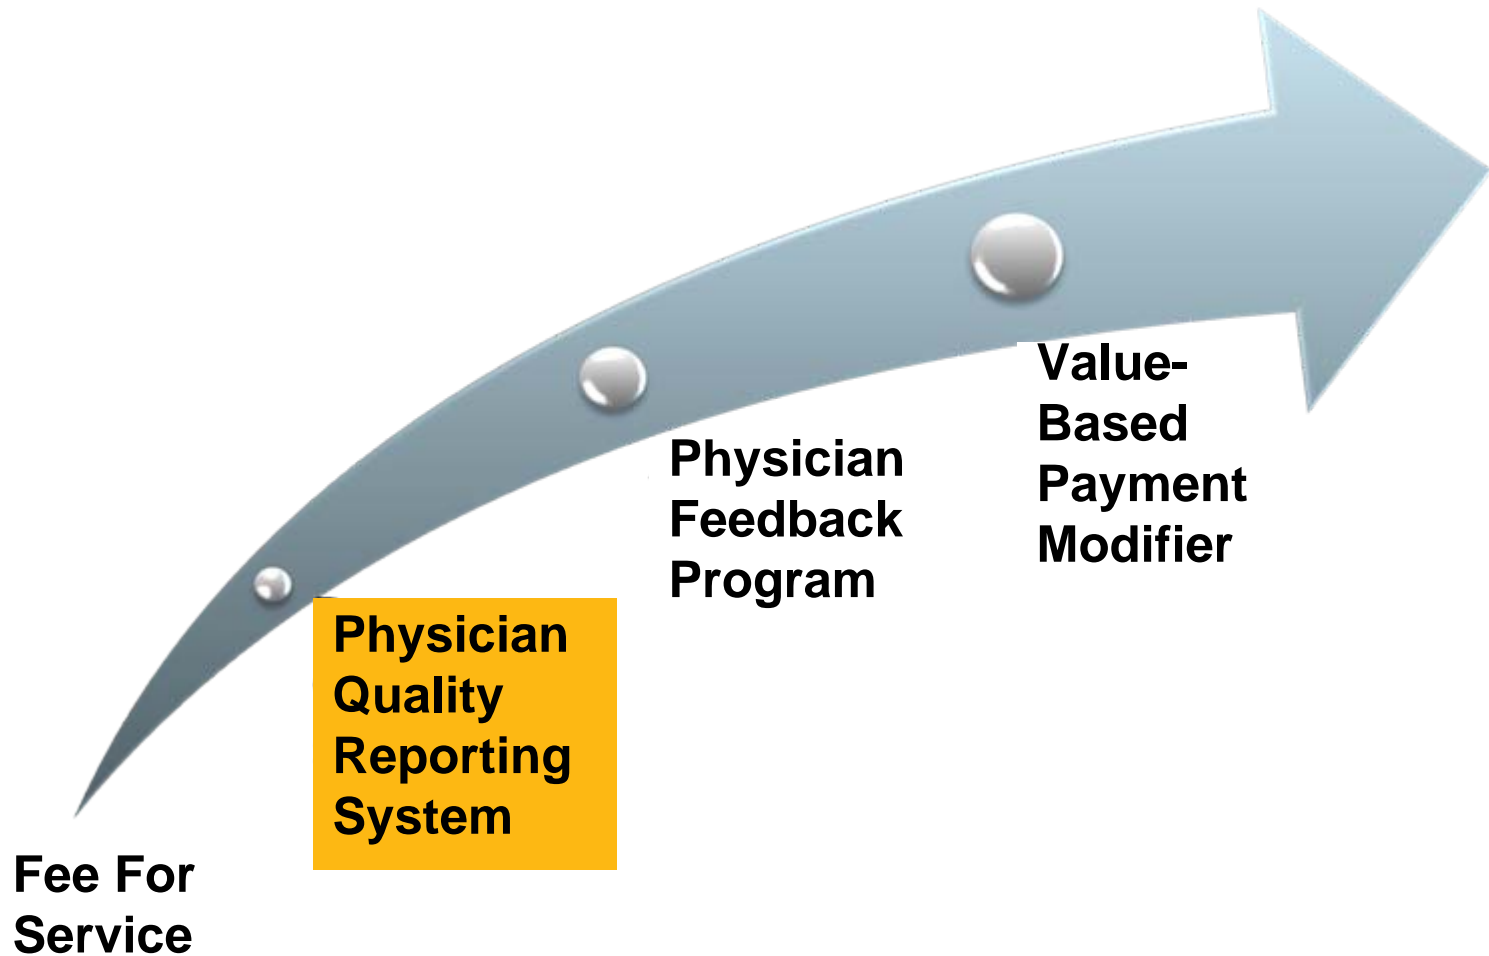 Value-
Based
Payment
Modifier
Physician
Feedback
Program
Physician
Quality
Reporting
System
Fee For
Service